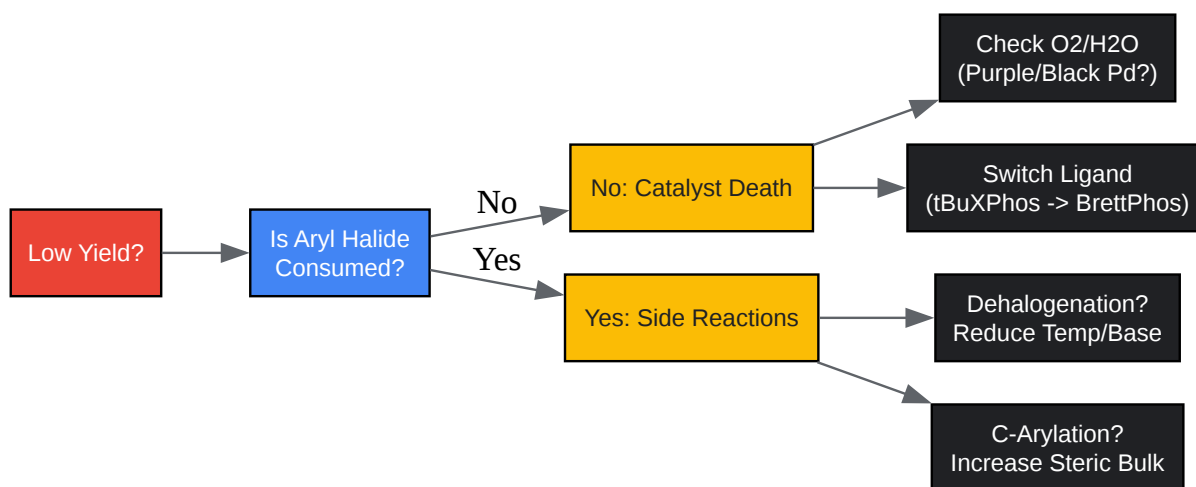 Low Yield?
Is Aryl Halide
Consumed?
No
Yes
No: Catalyst Death
Yes: Side Reactions
Check O2/H2O
(Purple/Black Pd?)
Switch Ligand
(tBuXPhos -> BrettPhos)
Dehalogenation?
Reduce Temp/Base
C-Arylation?
Increase Steric Bulk